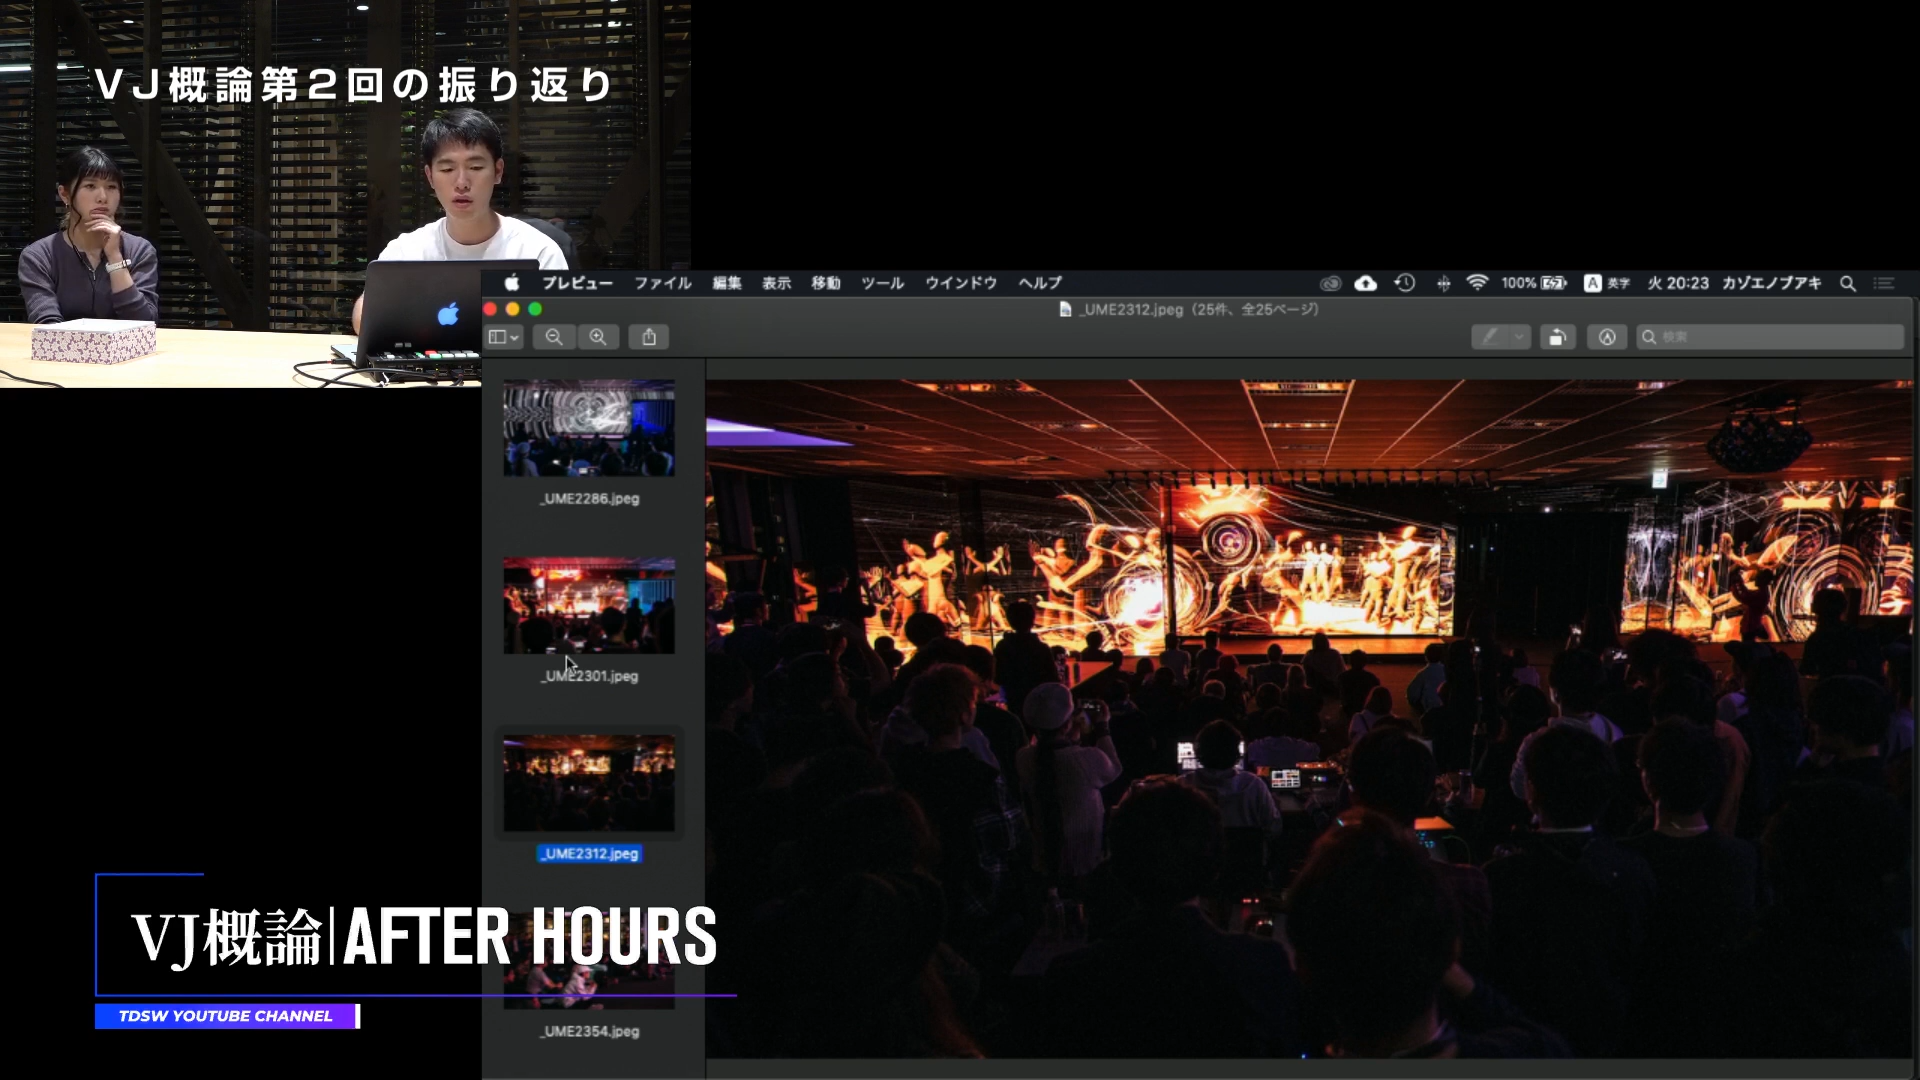 VJ概論第2回の振り返り
プレビュー ファイル 編集 表示 移動 ツール ウインドウ ヘルプ 100% A 英字 火 20:23 カゾエノブアキ
_UME2312.jpeg（25件、全25ページ）
検索
_UME2286.jpeg
_UME2301.jpeg
_UME2312.jpeg
_UME2354.jpeg
VJ概論|AFTER HOURS
TDSW YOUTUBE CHANNEL